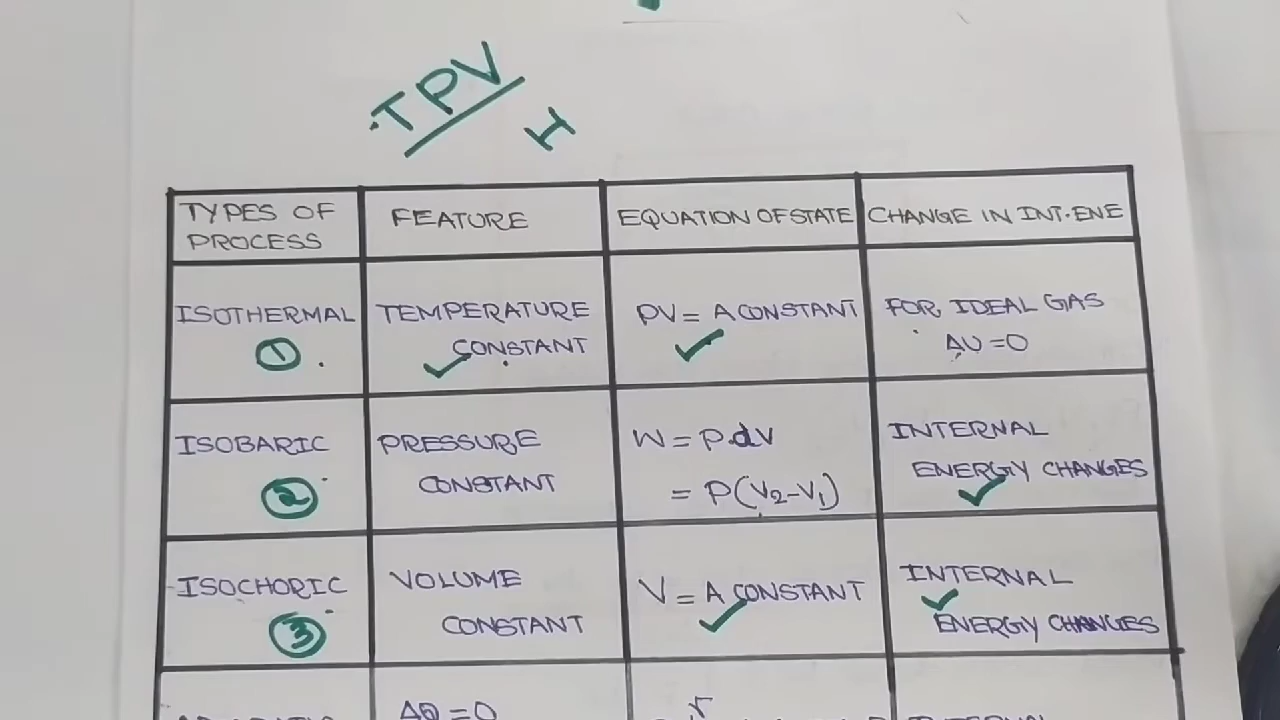 TPV
I
TYPES OF PROCESS
FEATURE
EQUATION OF STATE
CHANGE IN INT.ENE
ISOTHERMAL
1
TEMPERATURE
CONSTANT
PV = A CONSTANT
FOR IDEAL GAS
ΔU = 0
ISOBARIC
2
PRESSURE
CONSTANT
W = P.dV
= P(V₂-V₁)
INTERNAL
ENERGY CHANGES
ISOCHORIC
3
VOLUME
CONSTANT
V = A CONSTANT
INTERNAL
ENERGY CHANGES
ΔQ = 0